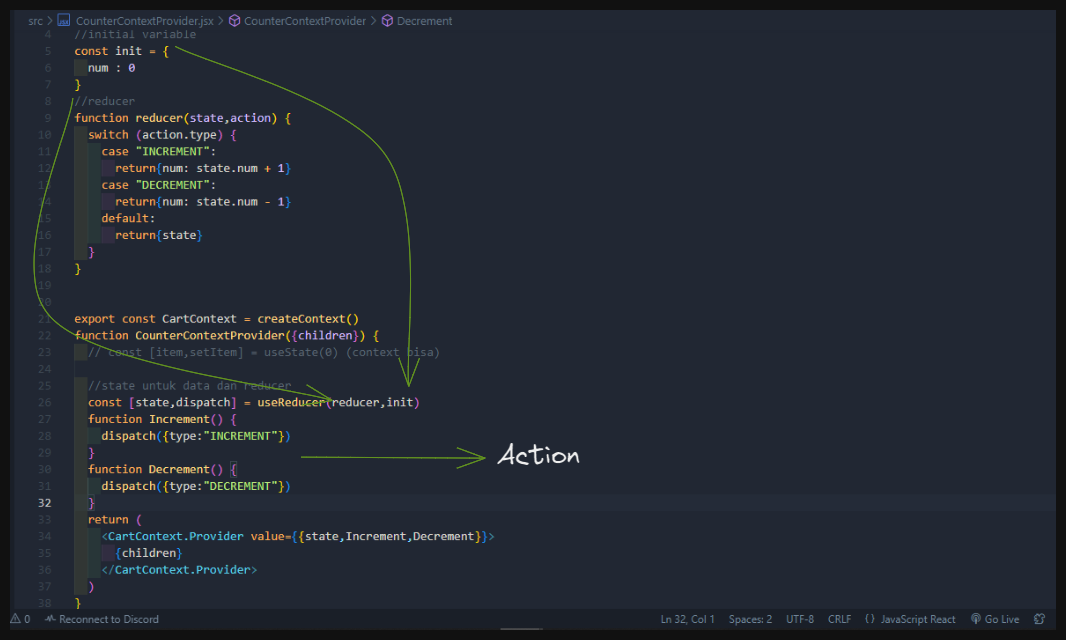 src > CounterContextProvider.jsx > CounterContextProvider > Decrement
4 //initial variable
5 const init = {
6 num : 0
7 }
8 //reducer
9 function reducer(state,action) {
10 switch (action.type) {
11 case "INCREMENT":
12 return{num: state.num + 1}
13 case "DECREMENT":
14 return{num: state.num - 1}
15 default:
16 return{state}
17 }
18 }
19
20
21 export const CartContext = createContext()
22 function CounterContextProvider({children}) {
23 // const [item,setItem] = useState(0) (context bisa)
24
25 //state untuk data dan reducer
26 const [state,dispatch] = useReducer(reducer,init)
27 function Increment() {
28 dispatch({type:"INCREMENT"})
29 }
Action
30 function Decrement() {
31 dispatch({type:"DECREMENT"})
32 }
33 return (
34 <CartContext.Provider value={{state,Increment,Decrement}}>
35 {children}
36 </CartContext.Provider>
37 )
38 }
0 Reconnect to Discord Ln 32, Col 1 Spaces: 2 UTF-8 CRLF {} JavaScript React Go Live